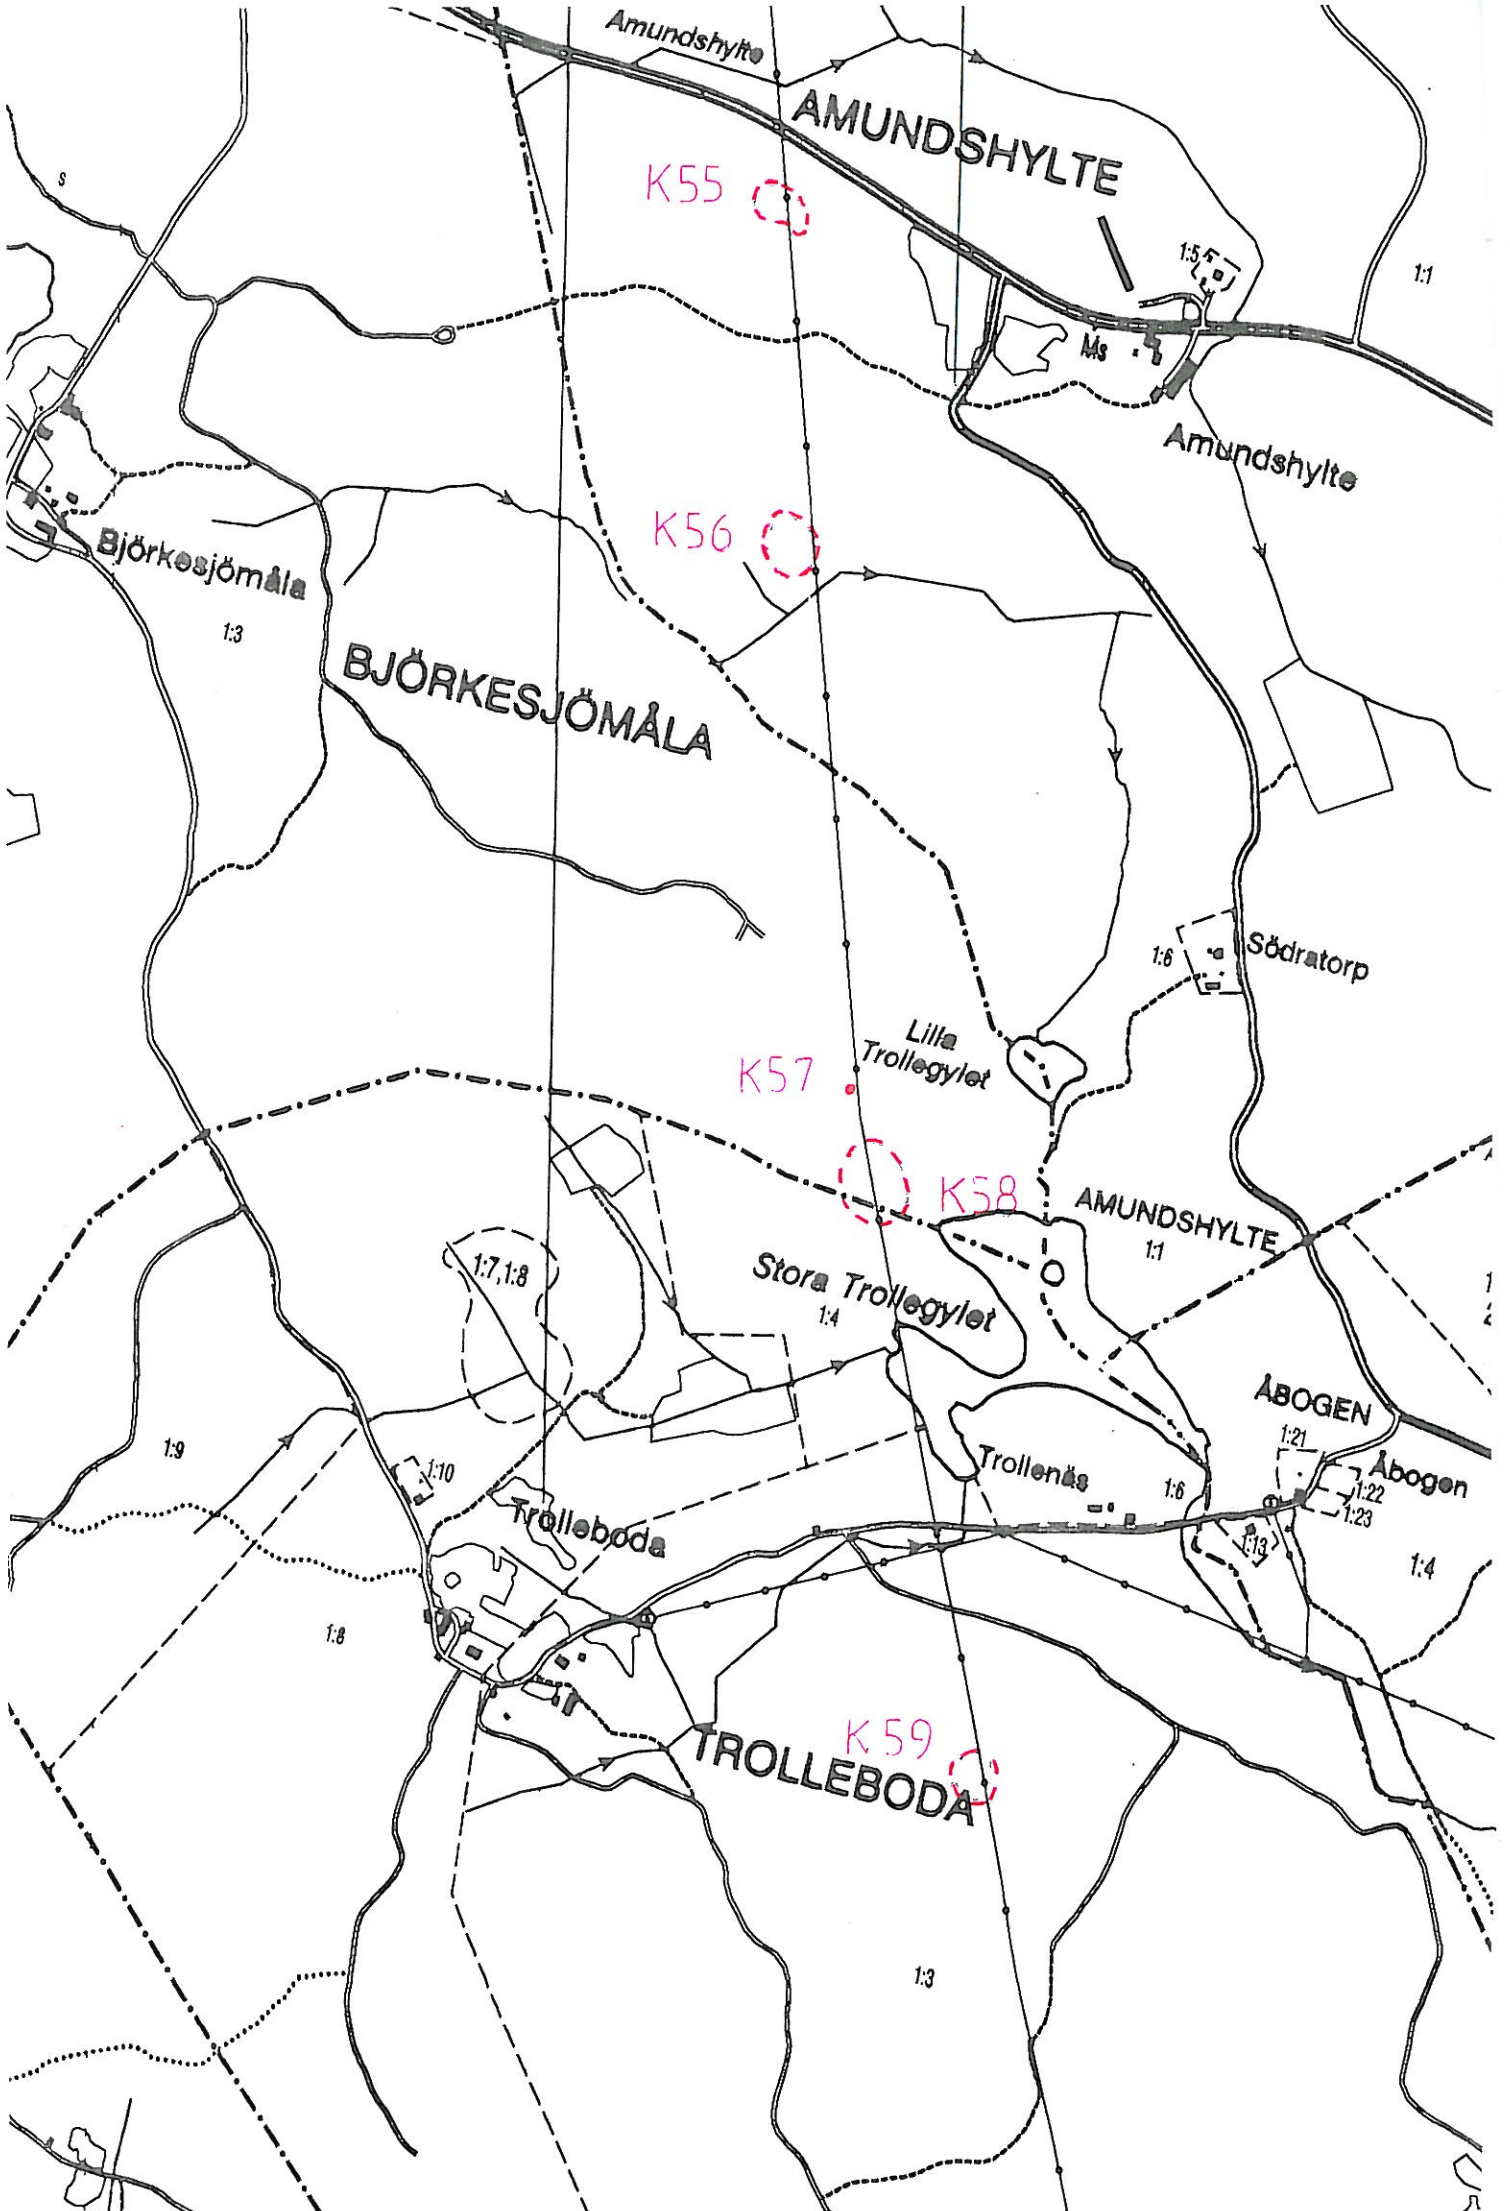 Amundshylte
AMUNDSHYLTE
S
K55
1:5
1:1
Ms
Amundshylte
K56
Björkesjömåla
1:3
BJÖRKESJÖMÅLA
1:6
Södratorp
Lilla
Trollegylet
K57
K58
AMUNDSHYLTE
1:1
1:7,1:8
Stora Trollegylet
1:4
ÅBOGEN
1:21
1:9
1:10
Trollenäs
1:6
Åbogen
1:22
1:23
Trolleboda
1:13
1:4
1:8
K59
TROLLEBODA
1:3